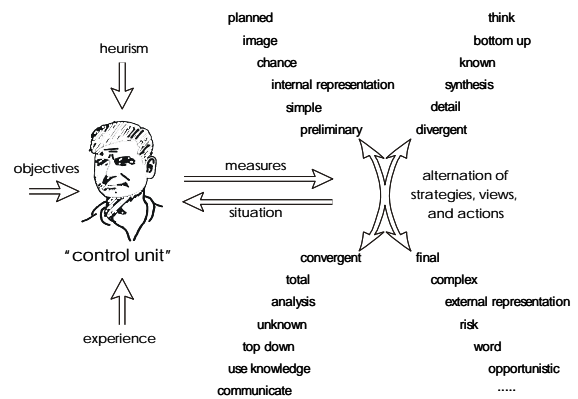 planned
think
image
bottom up
heurism
chance
known
internal representation
synthesis
simple
detail
preliminary
divergent
objectives
measures
alternation of
strategies, views,
and actions
situation
"control unit"
convergent
final
total
complex
analysis
external representation
unknown
risk
experience
top down
word
use knowledge
opportunistic
communicate
.....